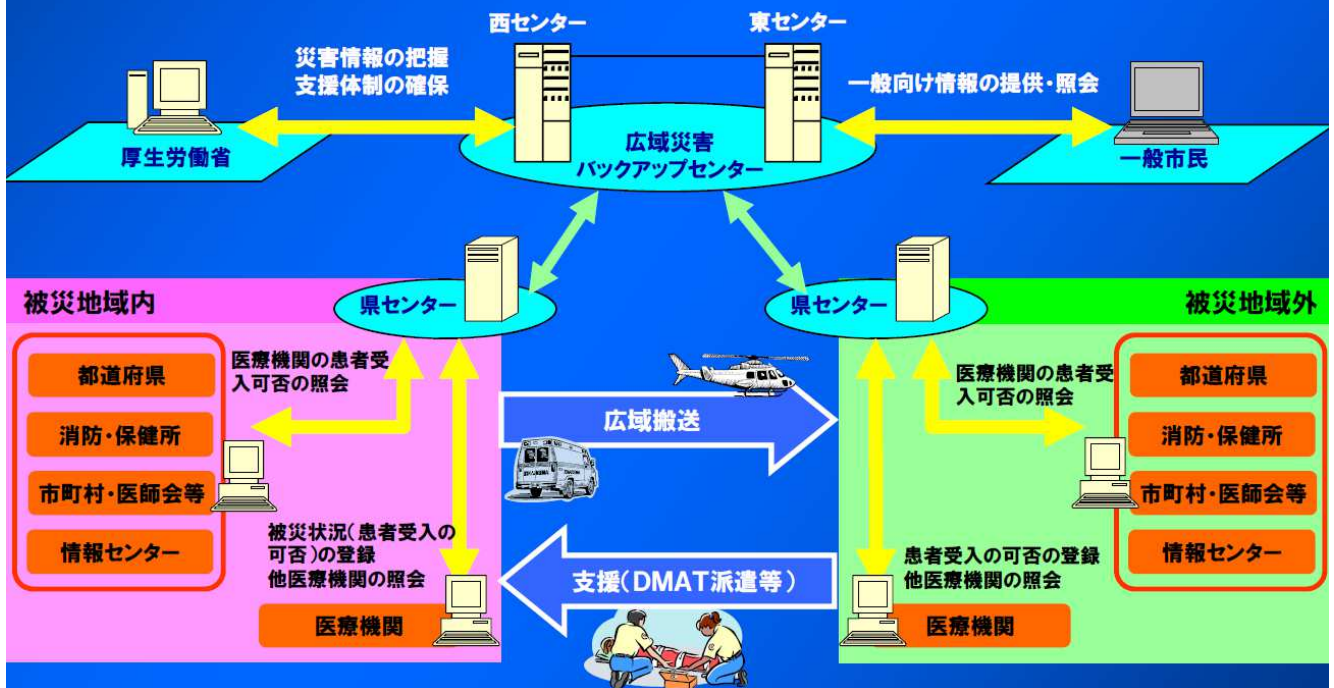 西センター
東センター
災害情報の把握
支援体制の確保
一般向け情報の提供・照会
厚生労働省
広域災害
バックアップセンター
一般市民
被災地域内
県センター
県センター
被災地域外
医療機関の患者受
入可否の照会
都道府県
消防・保健所
市町村・医師会等
情報センター
被災状況(患者受入の
可否)の登録
他医療機関の照会
医療機関
広域搬送
支援(DMAT派遣等)
医療機関の患者受
入可否の照会
都道府県
消防・保健所
市町村・医師会等
情報センター
患者受入の可否の登録
他医療機関の照会
医療機関